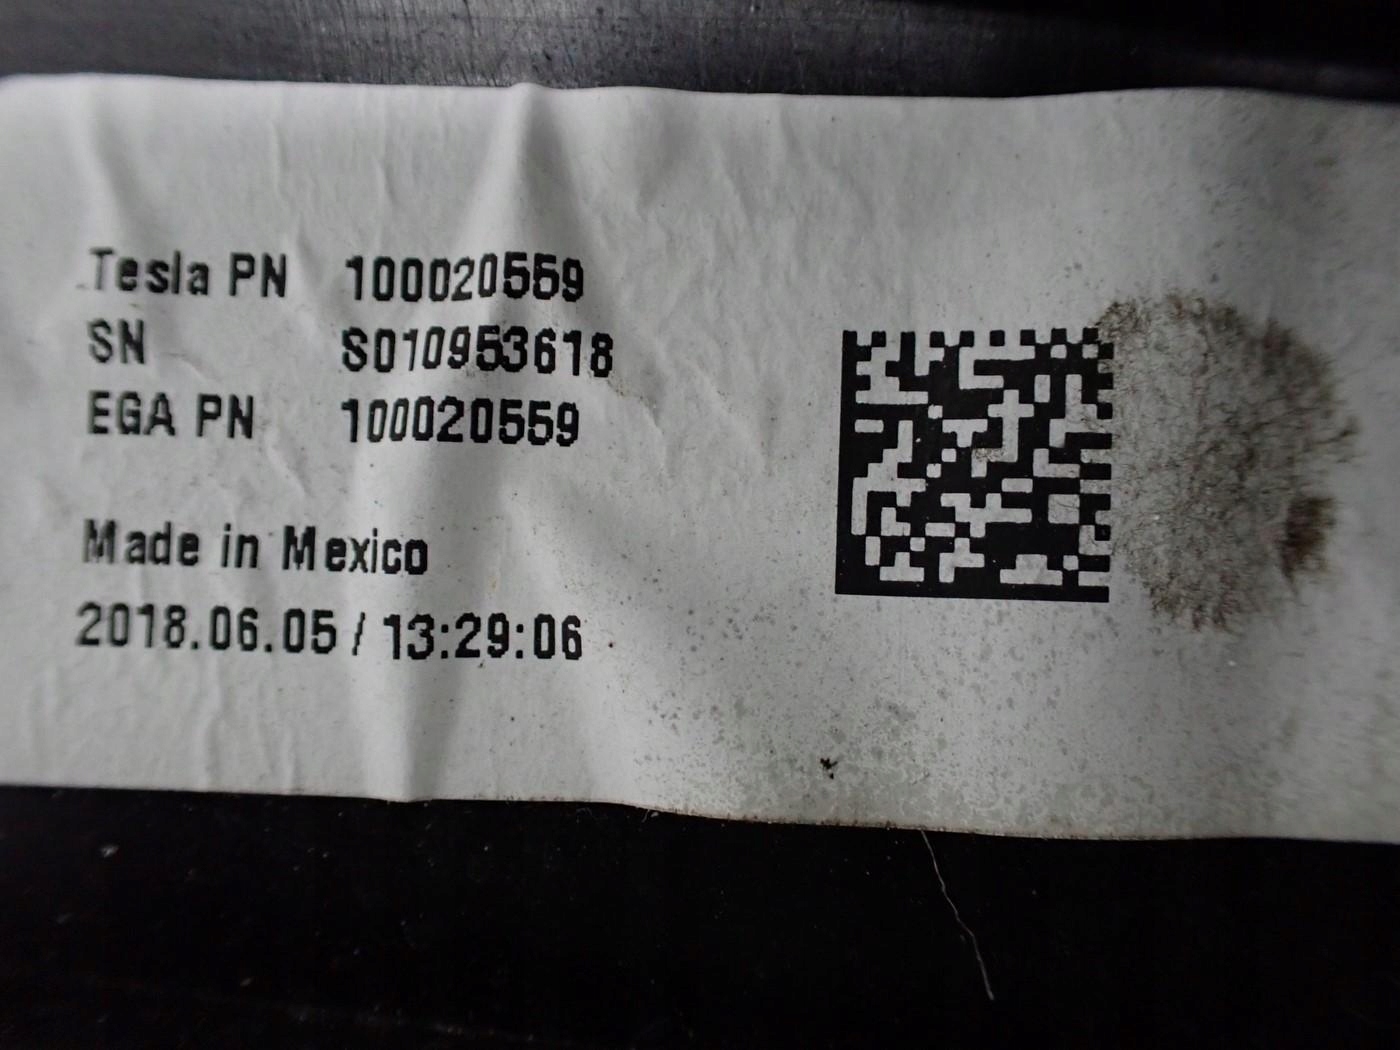 Tesla PN 100020559
SN S010953618
EGA PN 100020559
Made in Mexico
2018.06.05 / 13:29:06